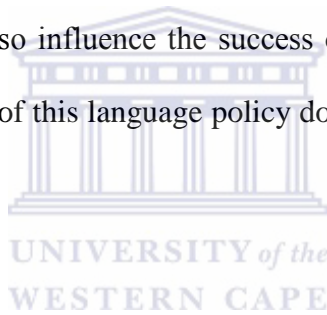 so influence the success
of this language policy do
UNIVERSITY of the
WESTERN CAPE